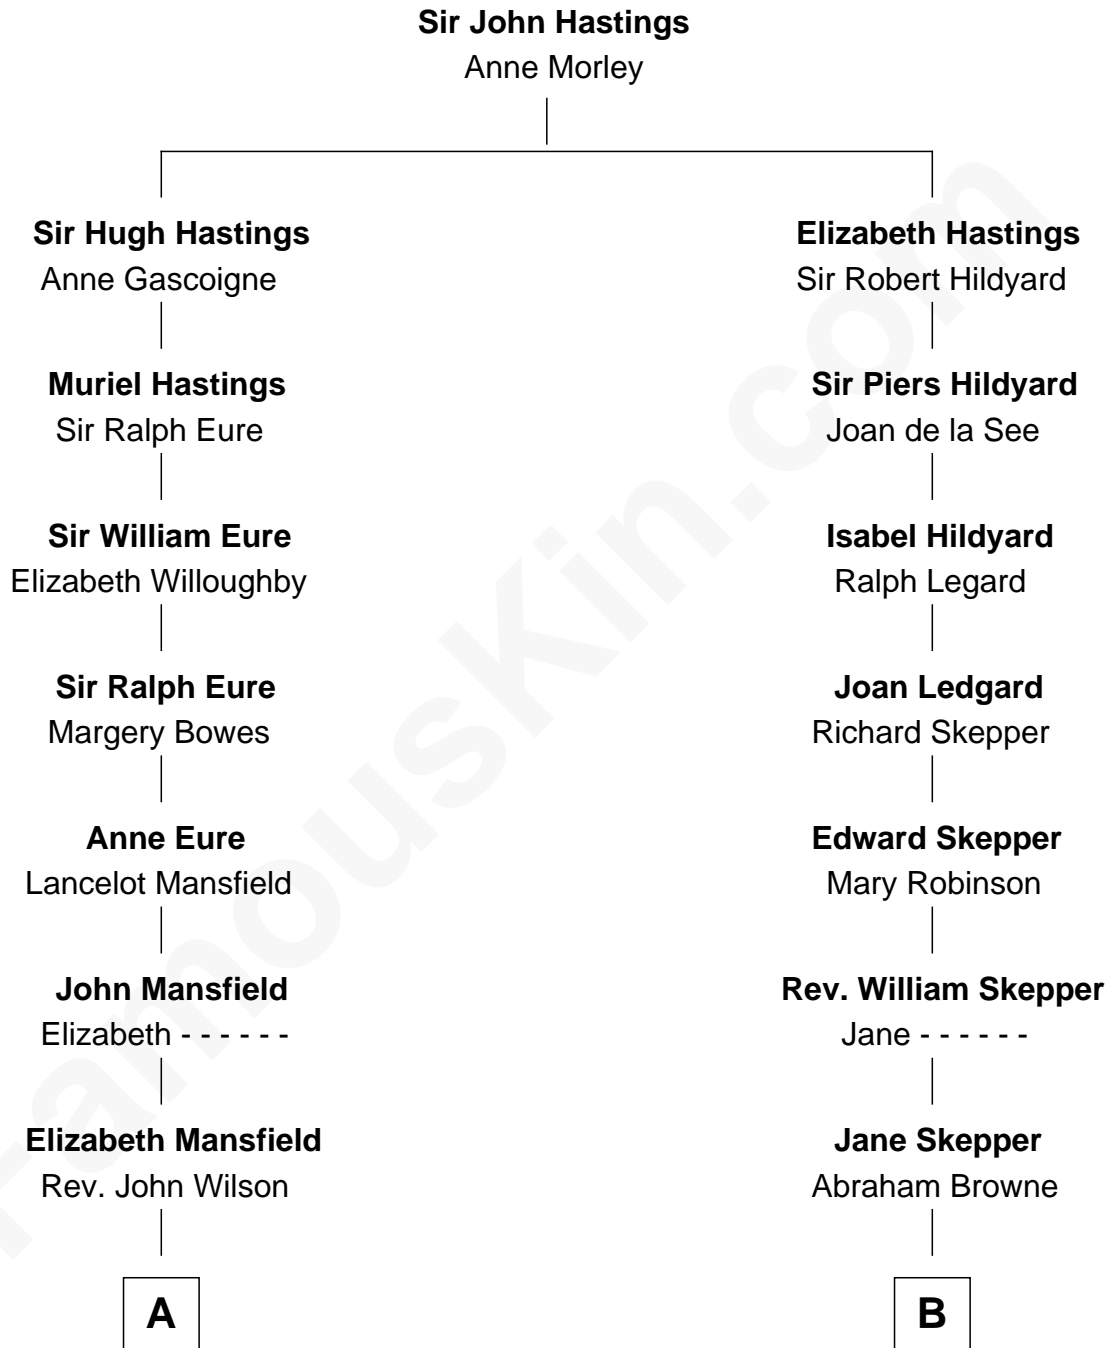 Sir John Hastings
Anne Morley
Sir Hugh Hastings
Anne Gascoigne
Muriel Hastings
Sir Ralph Eure
Sir William Eure
Elizabeth Willoughby
Sir Ralph Eure
Margery Bowes
Anne Eure
Lancelot Mansfield
John Mansfield
Elizabeth - - - - - -
Elizabeth Mansfield
Rev. John Wilson
A
Elizabeth Hastings
Sir Robert Hildyard
Sir Piers Hildyard
Joan de la See
Isabel Hildyard
Ralph Legard
Joan Ledgard
Richard Skepper
Edward Skepper
Mary Robinson
Rev. William Skepper
Jane - - - - - -
Jane Skepper
Abraham Browne
B
FamousKin.com